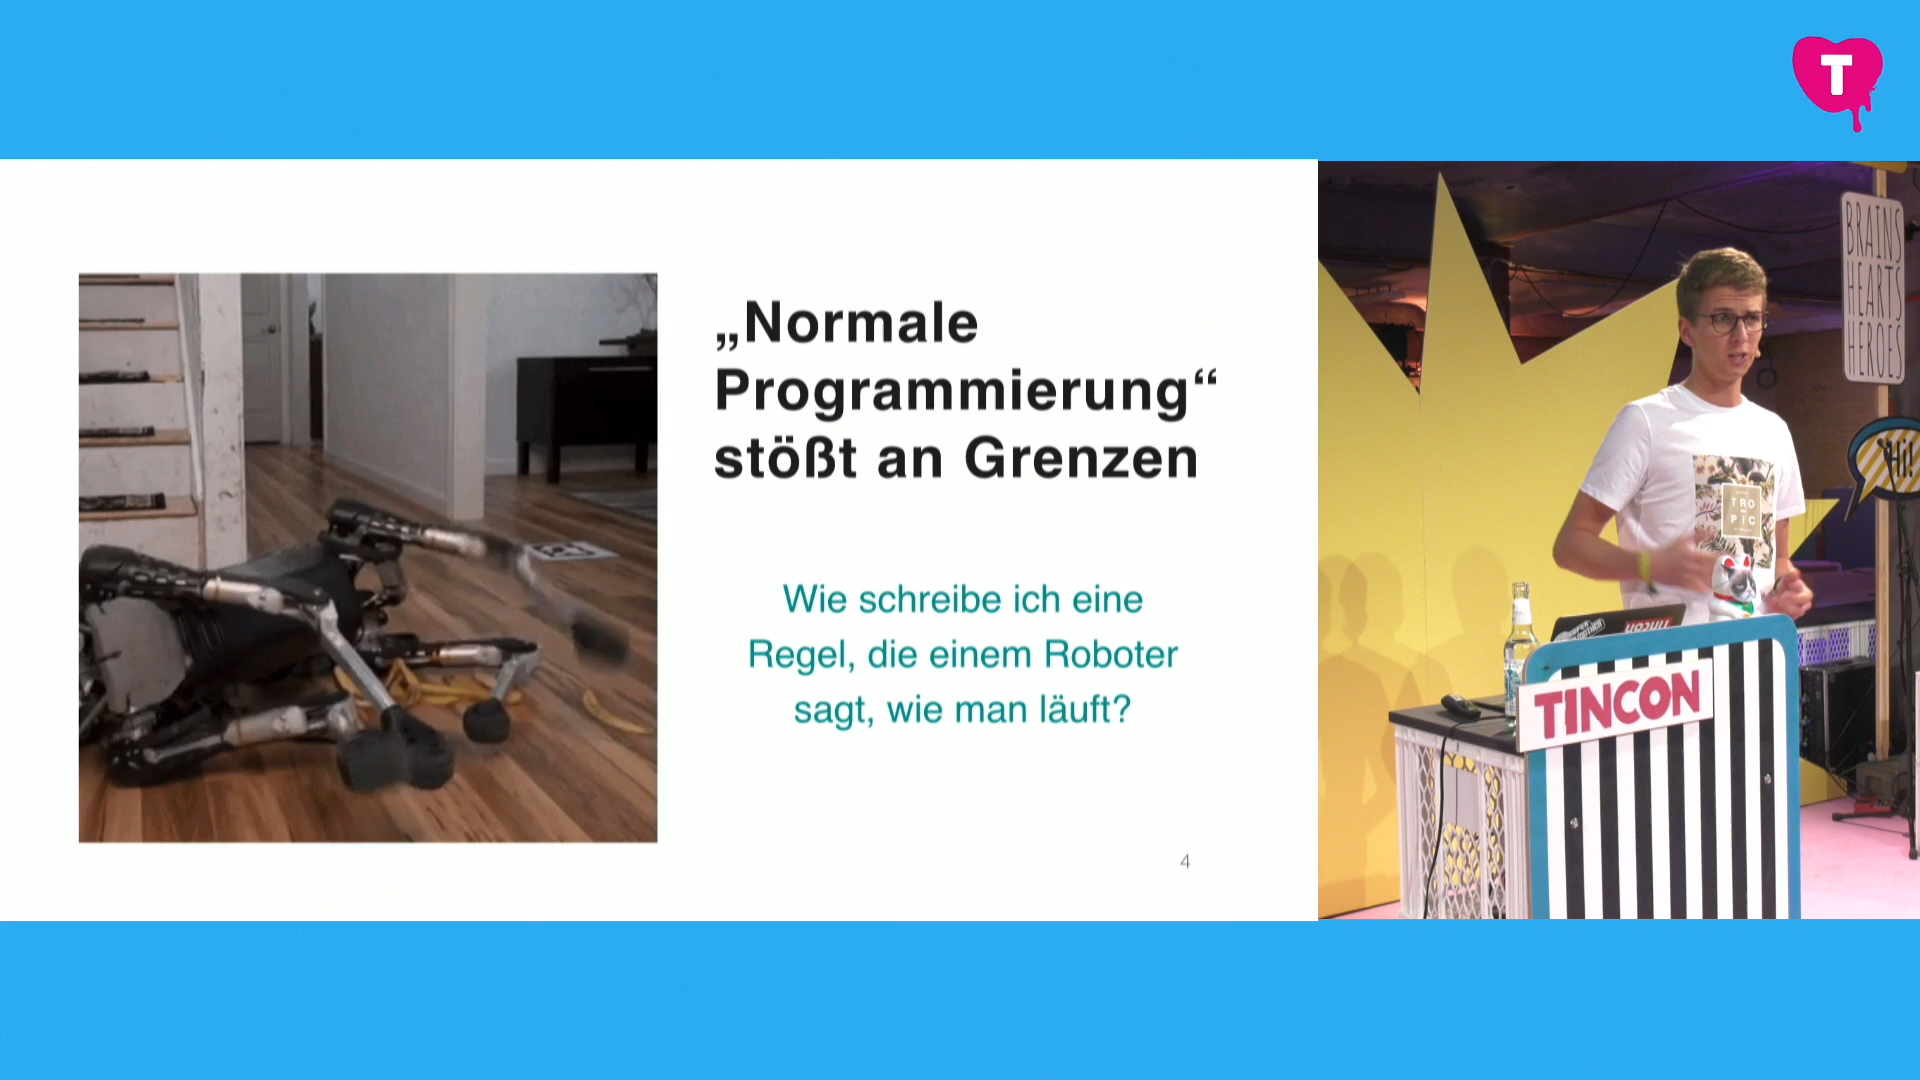 T
„Normale
Programmierung“
stößt an Grenzen
Wie schreibe ich eine
Regel, die einem Roboter
sagt, wie man läuft?
4
BRAINS
HEARTS
HEROES
Hi!
TRO
PIC
TINCON
TINCON